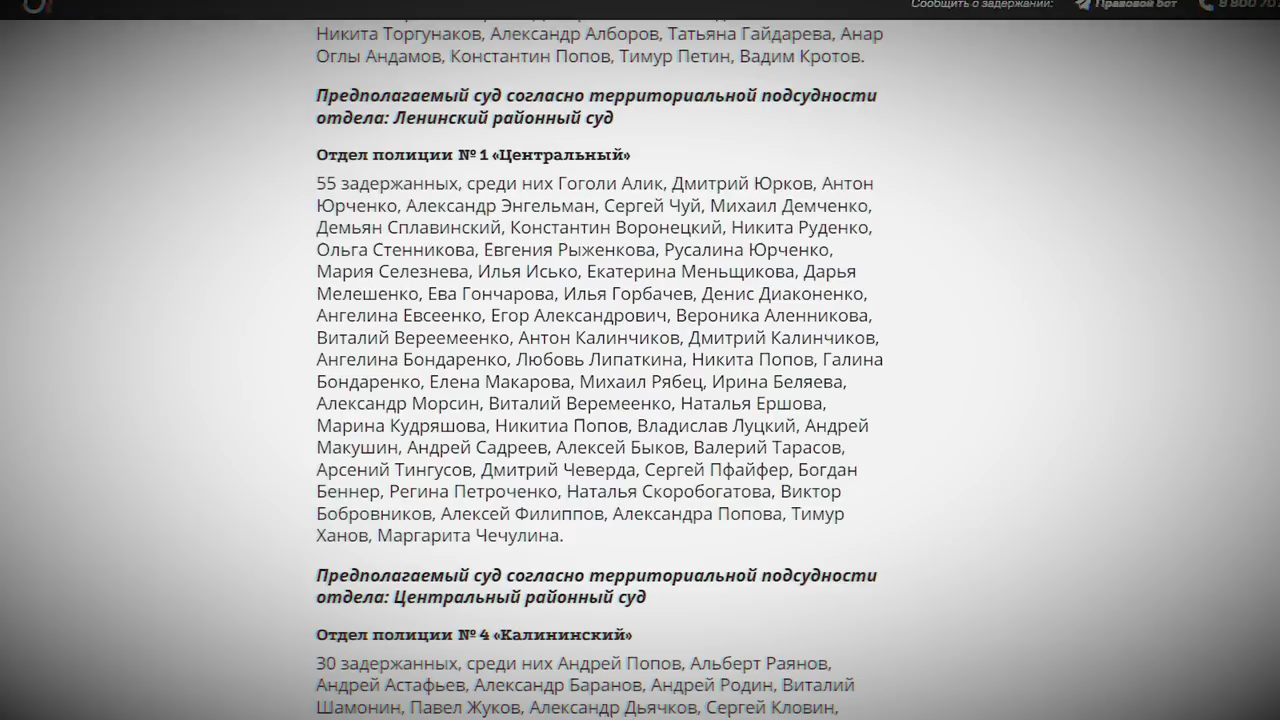 Сообщить о задержании:
Правовой бот
8 800 70
Никита Торгунаков, Александр Алборов, Татьяна Гайдарева, Анар
Оглы Андамов, Константин Попов, Тимур Петин, Вадим Кротов.
Предполагаемый суд согласно территориальной подсудности
отдела: Ленинский районный суд
Отдел полиции № 1 «Центральный»
55 задержанных, среди них Гоголи Алик, Дмитрий Юрков, Антон
Юрченко, Александр Энгельман, Сергей Чуй, Михаил Демченко,
Демьян Сплавинский, Константин Воронецкий, Никита Руденко,
Ольга Стенникова, Евгения Рыженкова, Русалина Юрченко,
Мария Селезнева, Илья Исько, Екатерина Меньщикова, Дарья
Мелешенко, Ева Гончарова, Илья Горбачев, Денис Диаконенко,
Ангелина Евсеенко, Егор Александрович, Вероника Аленникова,
Виталий Вереемеенко, Антон Калинчиков, Дмитрий Калинчиков,
Ангелина Бондаренко, Любовь Липаткина, Никита Попов, Галина
Бондаренко, Елена Макарова, Михаил Рябец, Ирина Беляева,
Александр Морсин, Виталий Веремеенко, Наталья Ершова,
Марина Кудряшова, Никитиа Попов, Владислав Луцкий, Андрей
Макушин, Андрей Садреев, Алексей Быков, Валерий Тарасов,
Арсений Тингусов, Дмитрий Чеверда, Сергей Пфайфер, Богдан
Беннер, Регина Петроченко, Наталья Скоробогатова, Виктор
Бобровников, Алексей Филиппов, Александра Попова, Тимур
Ханов, Маргарита Чечулина.
Предполагаемый суд согласно территориальной подсудности
отдела: Центральный районный суд
Отдел полиции № 4 «Калининский»
30 задержанных, среди них Андрей Попов, Альберт Раянов,
Андрей Астафьев, Александр Баранов, Андрей Родин, Виталий
Шамонин, Павел Жуков, Александр Дьячков, Сергей Кловин,